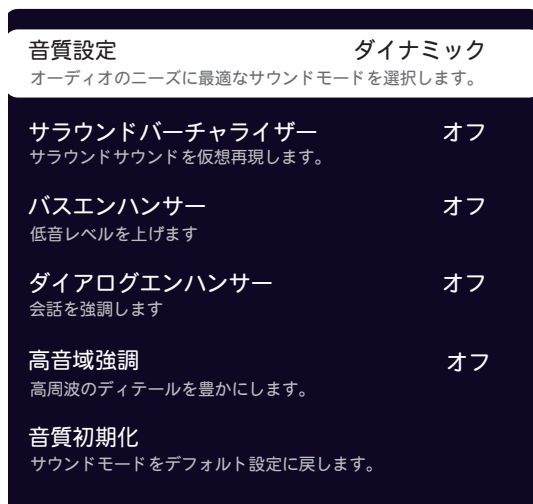 音質設定 ダイナミック
オーディオのニーズに最適なサウンドモードを選択します。
サラウンドバーチャライザー オフ
サラウンドサウンドを仮想再現します。
バスエンハンサー オフ
低音レベルを上げます
ダイアログエンハンサー オフ
会話を強調します
高音域強調 オフ
高周波のディテールを豊かにします。
音質初期化
サウンドモードをデフォルト設定に戻します。